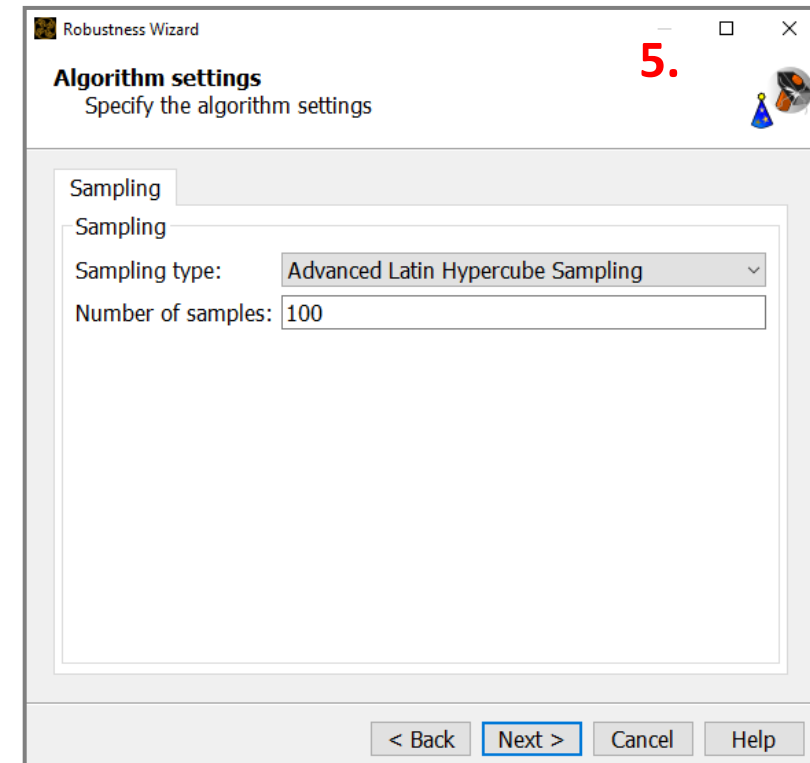 Robustness Wizard
5.
Algorithm settings
Specify the algorithm settings
Sampling
Sampling
Sampling type: Advanced Latin Hypercube Sampling
Number of samples: 100
< Back Next > Cancel Help